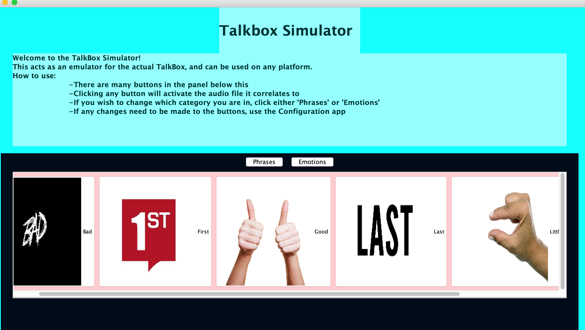 Talkbox Simulator
Welcome to the TalkBox Simulator!
This acts as an emulator for the actual TalkBox, and can be used on any platform.
How to use:
-There are many buttons in the panel below this
-Clicking any button will activate the audio file it correlates to
-If you wish to change which category you are in, click either 'Phrases' or 'Emotions'
-If any changes need to be made to the buttons, use the Configuration app
Phrases Emotions
BAD Bad 1ST First Good LAST Last Littl